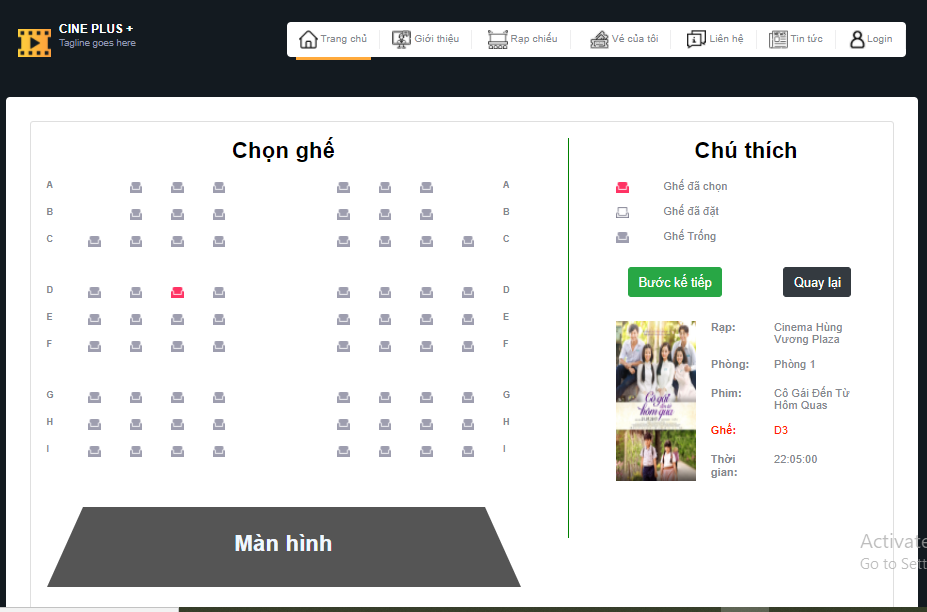 CINE PLUS +
Tagline goes here
Trang chủ
Giới thiệu
Rạp chiếu
Vé của tôi
Liên hệ
Tin tức
Login
Chọn ghế
A
A
B
B
C
C
D
D
E
E
F
F
G
G
H
H
I
I
Màn hình
Chú thích
Ghế đã chọn
Ghế đã đặt
Ghế Trống
Bước kế tiếp
Quay lại
Cô gái
đến từ
hôm qua
Rạp:
Cinema Hùng
Vương Plaza
Phòng:
Phòng 1
Phim:
Cô Gái Đến Từ
Hôm Quas
Ghế:
D3
Thời
gian:
22:05:00
Activate
Go to Sett